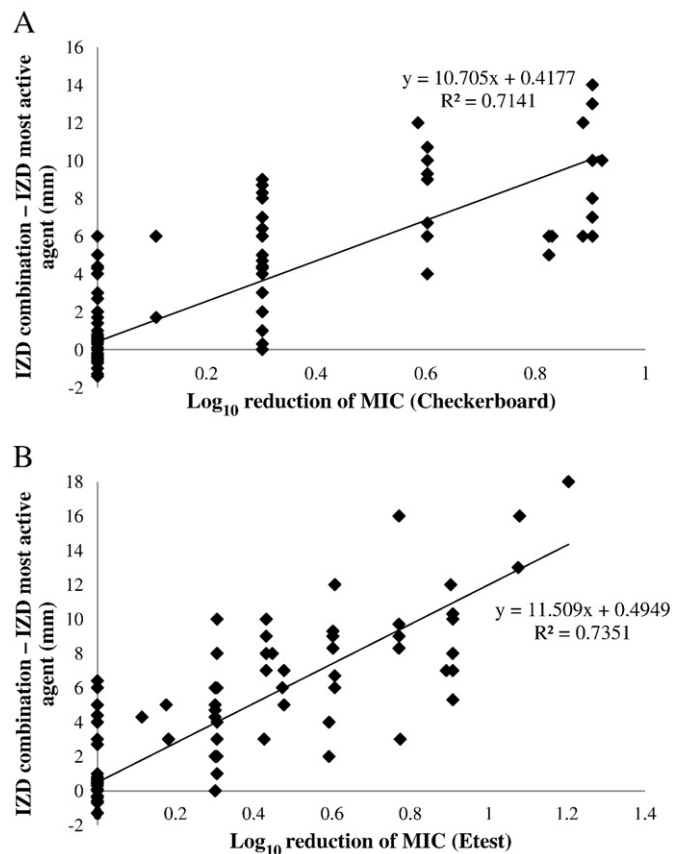 A
16
14
12
10
8
6
4
2
0
-2
y = 10.705x + 0.4177
R² = 0.7141
IZD combination – IZD most active
agent (mm)
0.2 0.4 0.6 0.8 1
Log₁₀ reduction of MIC (Checkerboard)
B
18
16
14
12
10
8
6
4
2
0
-2
y = 11.509x + 0.4949
R² = 0.7351
IZD combination – IZD most active
agent (mm)
0.2 0.4 0.6 0.8 1 1.2 1.4
Log₁₀ reduction of MIC (Etest)